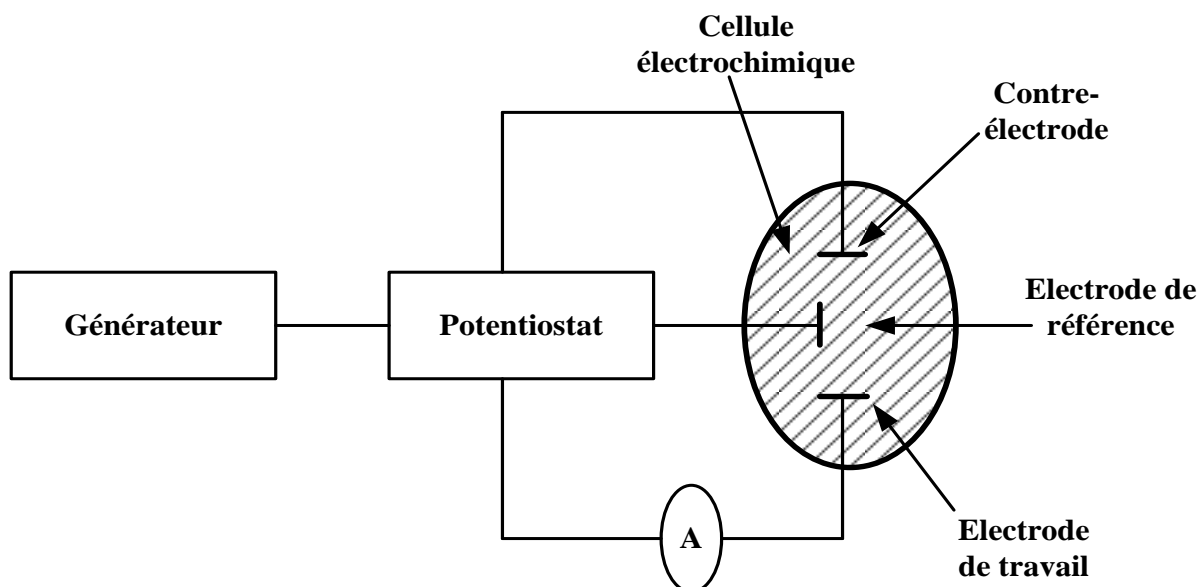 Cellule
électrochimique
Contre-
électrode
Générateur
Potentiostat
Electrode de
référence
A
Electrode
de travail